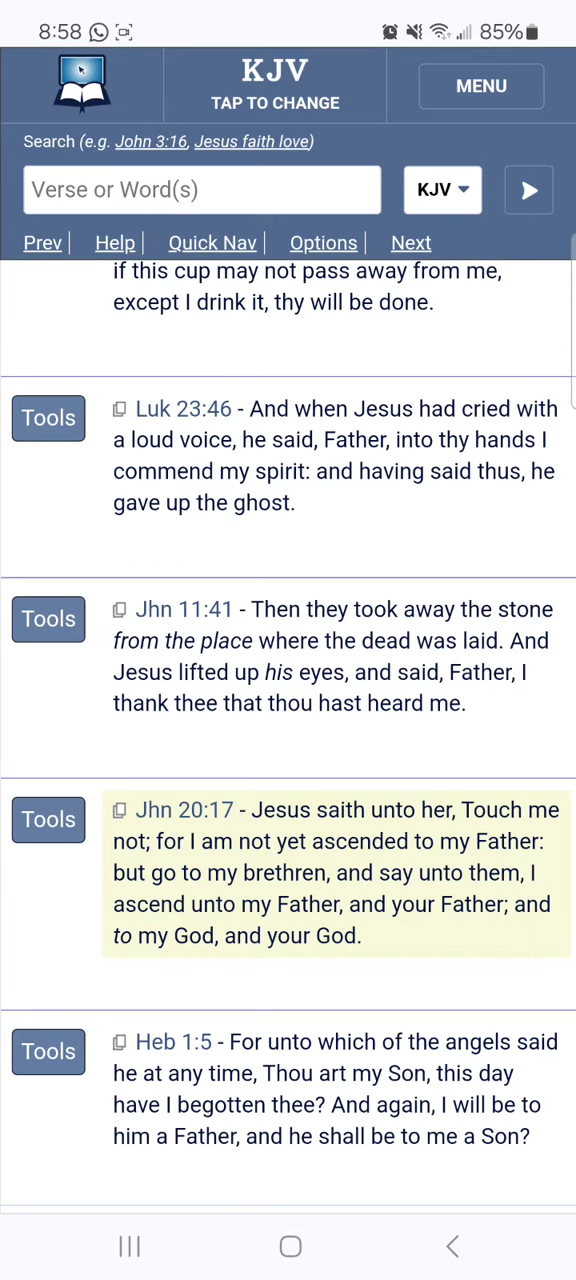 8:58 85%
KJV
TAP TO CHANGE
MENU
Search (e.g. John 3:16, Jesus faith love)
Verse or Word(s)
KJV
Prev | Help | Quick Nav | Options | Next
if this cup may not pass away from me,
except I drink it, thy will be done.
Tools
Luk 23:46 - And when Jesus had cried with
a loud voice, he said, Father, into thy hands I
commend my spirit: and having said thus, he
gave up the ghost.
Tools
Jhn 11:41 - Then they took away the stone
from the place where the dead was laid. And
Jesus lifted up his eyes, and said, Father, I
thank thee that thou hast heard me.
Tools
Jhn 20:17 - Jesus saith unto her, Touch me
not; for I am not yet ascended to my Father:
but go to my brethren, and say unto them, I
ascend unto my Father, and your Father; and
to my God, and your God.
Tools
Heb 1:5 - For unto which of the angels said
he at any time, Thou art my Son, this day
have I begotten thee? And again, I will be to
him a Father, and he shall be to me a Son?